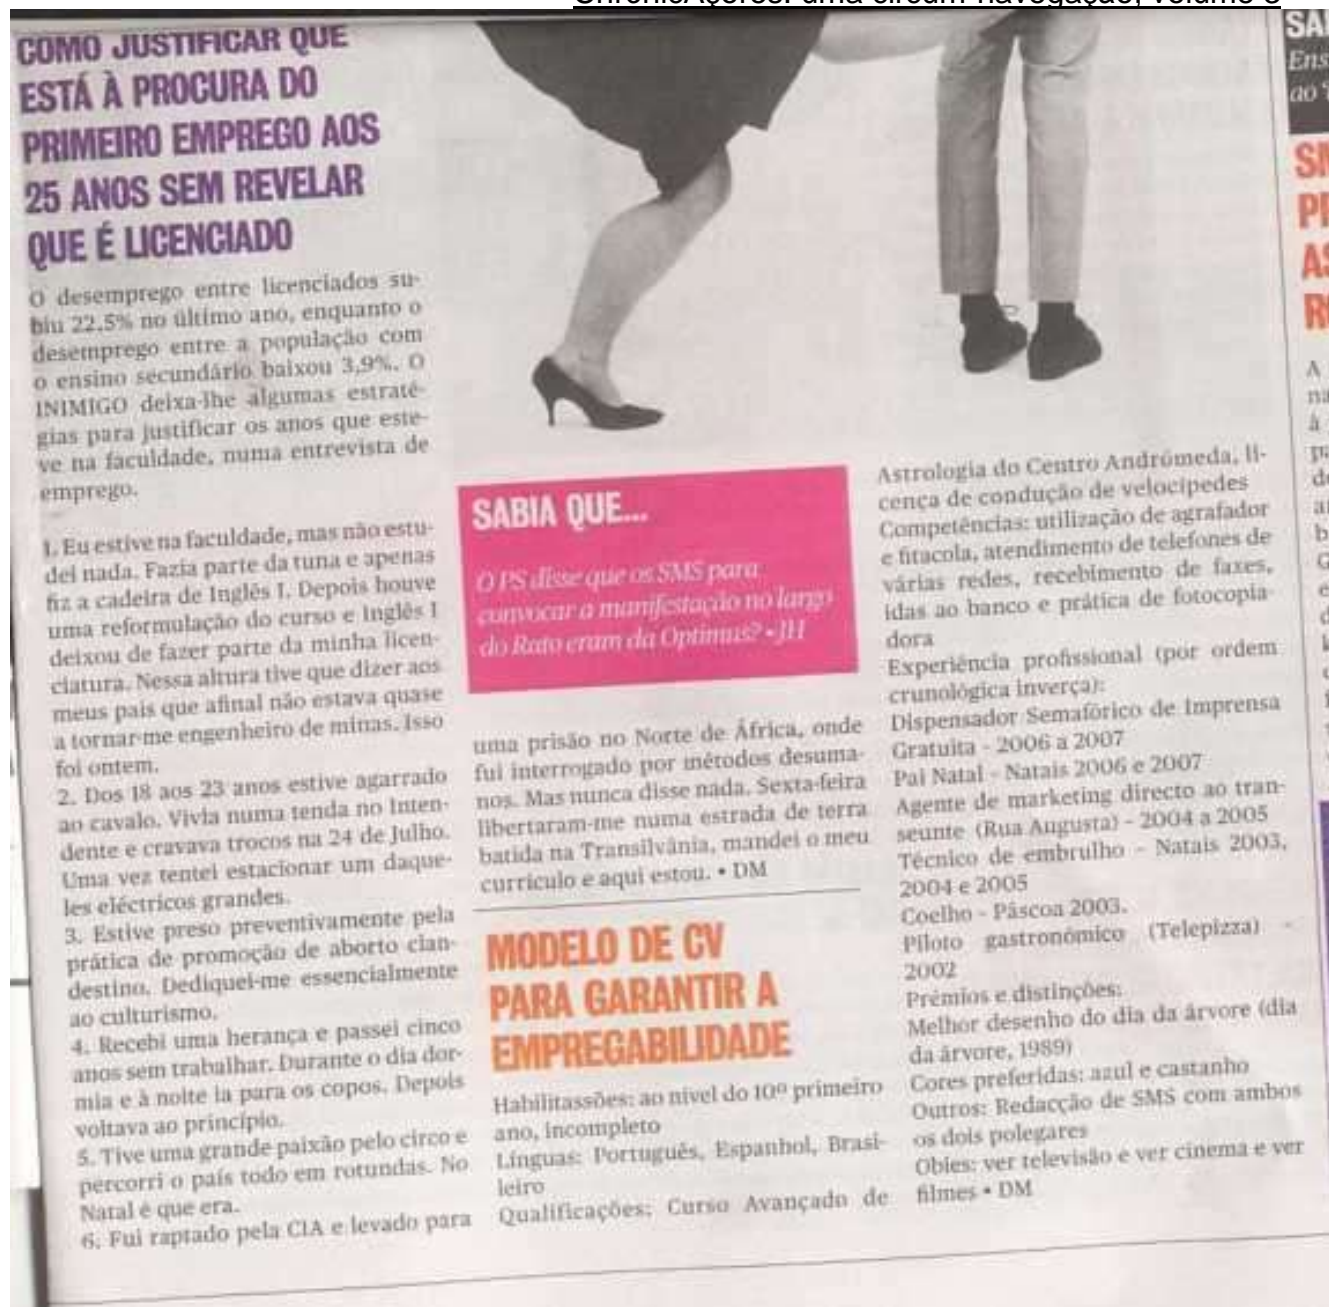 ChronicAçores: uma circum-navegação, volume 3
COMO JUSTIFICAR QUE
ESTÁ À PROCURA DO
PRIMEIRO EMPREGO AOS
25 ANOS SEM REVELAR
QUE É LICENCIADO
O desemprego entre licenciados su-
biu 22,5% no último ano, enquanto o
desemprego entre a população com
o ensino secundário baixou 3,9%. O
INIMIGO deixa-lhe algumas estraté-
gias para justificar os anos que este-
ve na faculdade, numa entrevista de
emprego.
1. Eu estive na faculdade, mas não estu-
dei nada. Fazia parte da tuna e apenas
fiz a cadeira de Inglês I. Depois houve
uma reformulação do curso e Inglês I
deixou de fazer parte da minha licen-
ciatura. Nessa altura tive que dizer aos
meus pais que afinal não estava quase
a tornar-me engenheiro de minas. Isso
foi ontem.
2. Dos 18 aos 23 anos estive agarrado
ao cavalo. Vivia numa tenda no Inten-
dente e cravava trocos na 24 de Julho.
Uma vez tentei estacionar um daque-
les eléctricos grandes.
3. Estive preso preventivamente pela
prática de promoção de aborto clan-
destino. Dediquei-me essencialmente
ao culturismo.
4. Recebi uma herança e passei cinco
anos sem trabalhar. Durante o dia dor-
mia e à noite ia para os copos. Depois
voltava ao princípio.
5. Tive uma grande paixão pelo circo e
percorri o país todo em rotundas. No
Natal é que era.
6. Fui raptado pela CIA e levado para
SABIA QUE...
O PS disse que os SMS para
convocar a manifestação no largo
do Rato eram da Optimus? • JH
uma prisão no Norte de África, onde
fui interrogado por métodos desuma-
nos. Mas nunca disse nada. Sexta-feira
libertaram-me numa estrada de terra
batida na Transilvânia, mandei o meu
currículo e aqui estou. • DM
MODELO DE CV
PARA GARANTIR A
EMPREGABILIDADE
Habilitassões: ao nível do 10º primeiro
ano, incompleto
Línguas: Português, Espanhol, Brasi-
leiro
Qualificações: Curso Avançado de
Astrologia do Centro Andrómeda, li-
cença de condução de velocípedes
Competências: utilização de agrafador
e fitacola, atendimento de telefones de
várias redes, recebimento de faxes,
idas ao banco e prática de fotocopia-
dora
Experiência profissional (por ordem
crunológica inverça):
Dispensador Semafórico de Imprensa
Gratuita - 2006 a 2007
Pai Natal - Natais 2006 e 2007
Agente de marketing directo ao tran-
seunte (Rua Augusta) - 2004 a 2005
Técnico de embrulho - Natais 2003,
2004 e 2005
Coelho - Páscoa 2003.
Piloto gastronómico (Telepizza) -
2002
Prémios e distinções:
Melhor desenho do dia da árvore (dia
da árvore, 1989)
Cores preferidas: azul e castanho
Outros: Redacção de SMS com ambos
os dois polegares
Obies: ver televisão e ver cinema e ver
filmes • DM